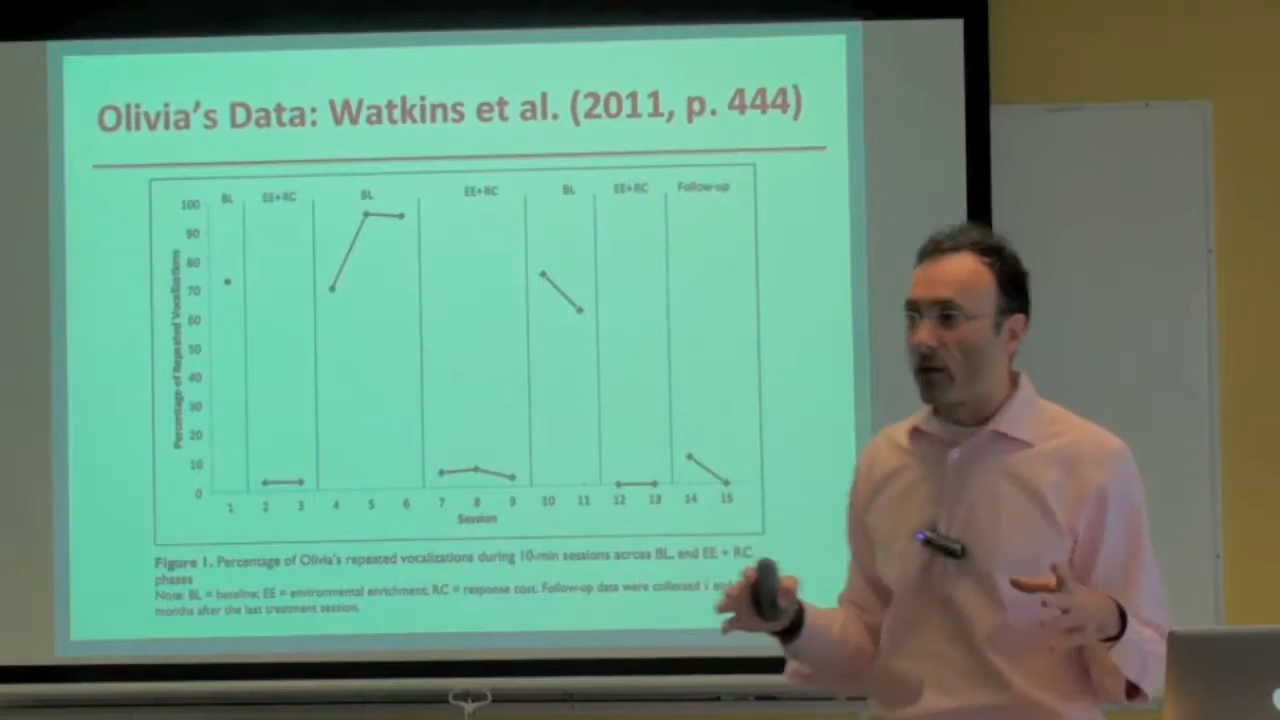 Olivia's Data: Watkins et al. (2011, p. 444)
BL EE+RC BL EE+RC BL EE+RC Follow-up
Percentage of Repeated Vocalizations
100
90
80
70
60
50
40
30
20
10
0
1 2 3 4 5 6 7 8 9 10 11 12 13 14 15
Session
Figure 1. Percentage of Olivia's repeated vocalizations during 10-min sessions across BL, and EE + RC
phases
Note: BL = baseline; EE = environmental enrichment; RC = response cost. Follow-up data were collected
months after the last treatment session.